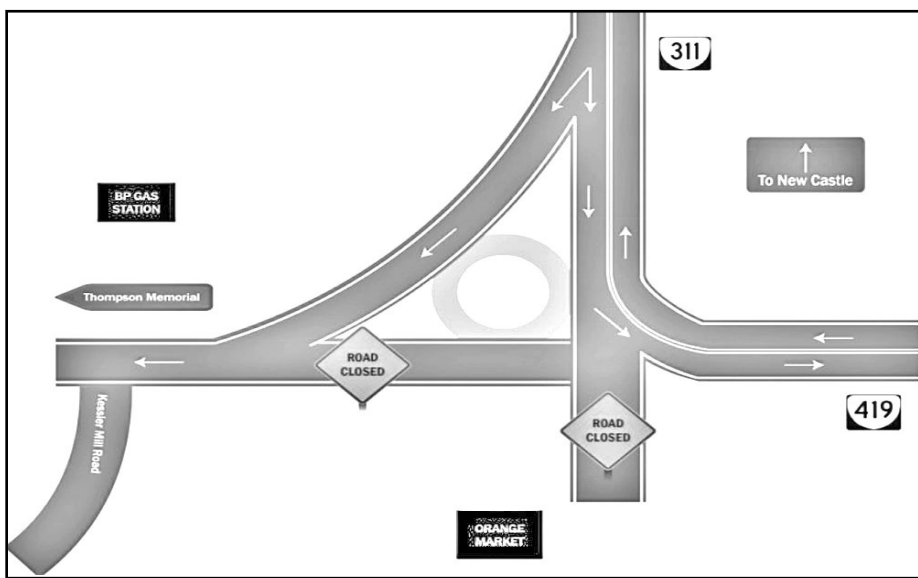 311
To New Castle
BP GAS
STATION
Thompson Memorial
ROAD
CLOSED
Kessler Mill Road
ROAD
CLOSED
419
ORANGE
MARKET